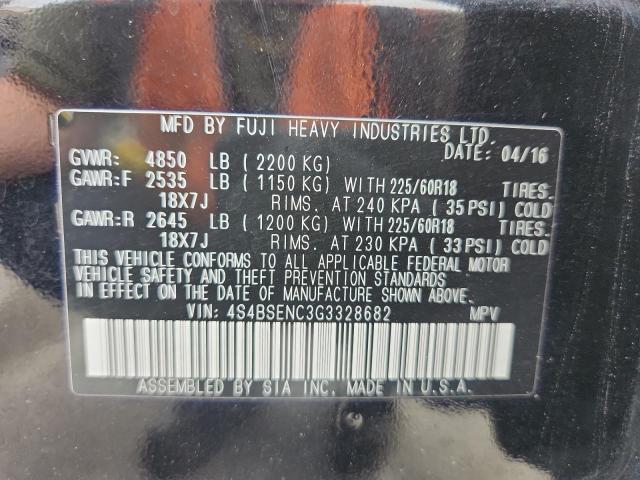 MFD BY FUJI HEAVY INDUSTRIES LTD.
DATE: 04/16
GVWR: 4850 LB ( 2200 KG)
GAWR:F 2535 LB ( 1150 KG) WITH 225/60R18 TIRES.
18X7J RIMS. AT 240 KPA ( 35 PSI) COLD
GAWR:R 2645 LB ( 1200 KG) WITH 225/60R18 TIRES.
18X7J RIMS. AT 230 KPA ( 33 PSI) COLD
THIS VEHICLE CONFORMS TO ALL APPLICABLE FEDERAL MOTOR
VEHICLE SAFETY AND THEFT PREVENTION STANDARDS
IN EFFECT ON THE DATE OF MANUFACTURE SHOWN ABOVE.
VIN: 4S4BSENC3G3328682 MPV
ASSEMBLED BY SIA INC. MADE IN U.S.A.